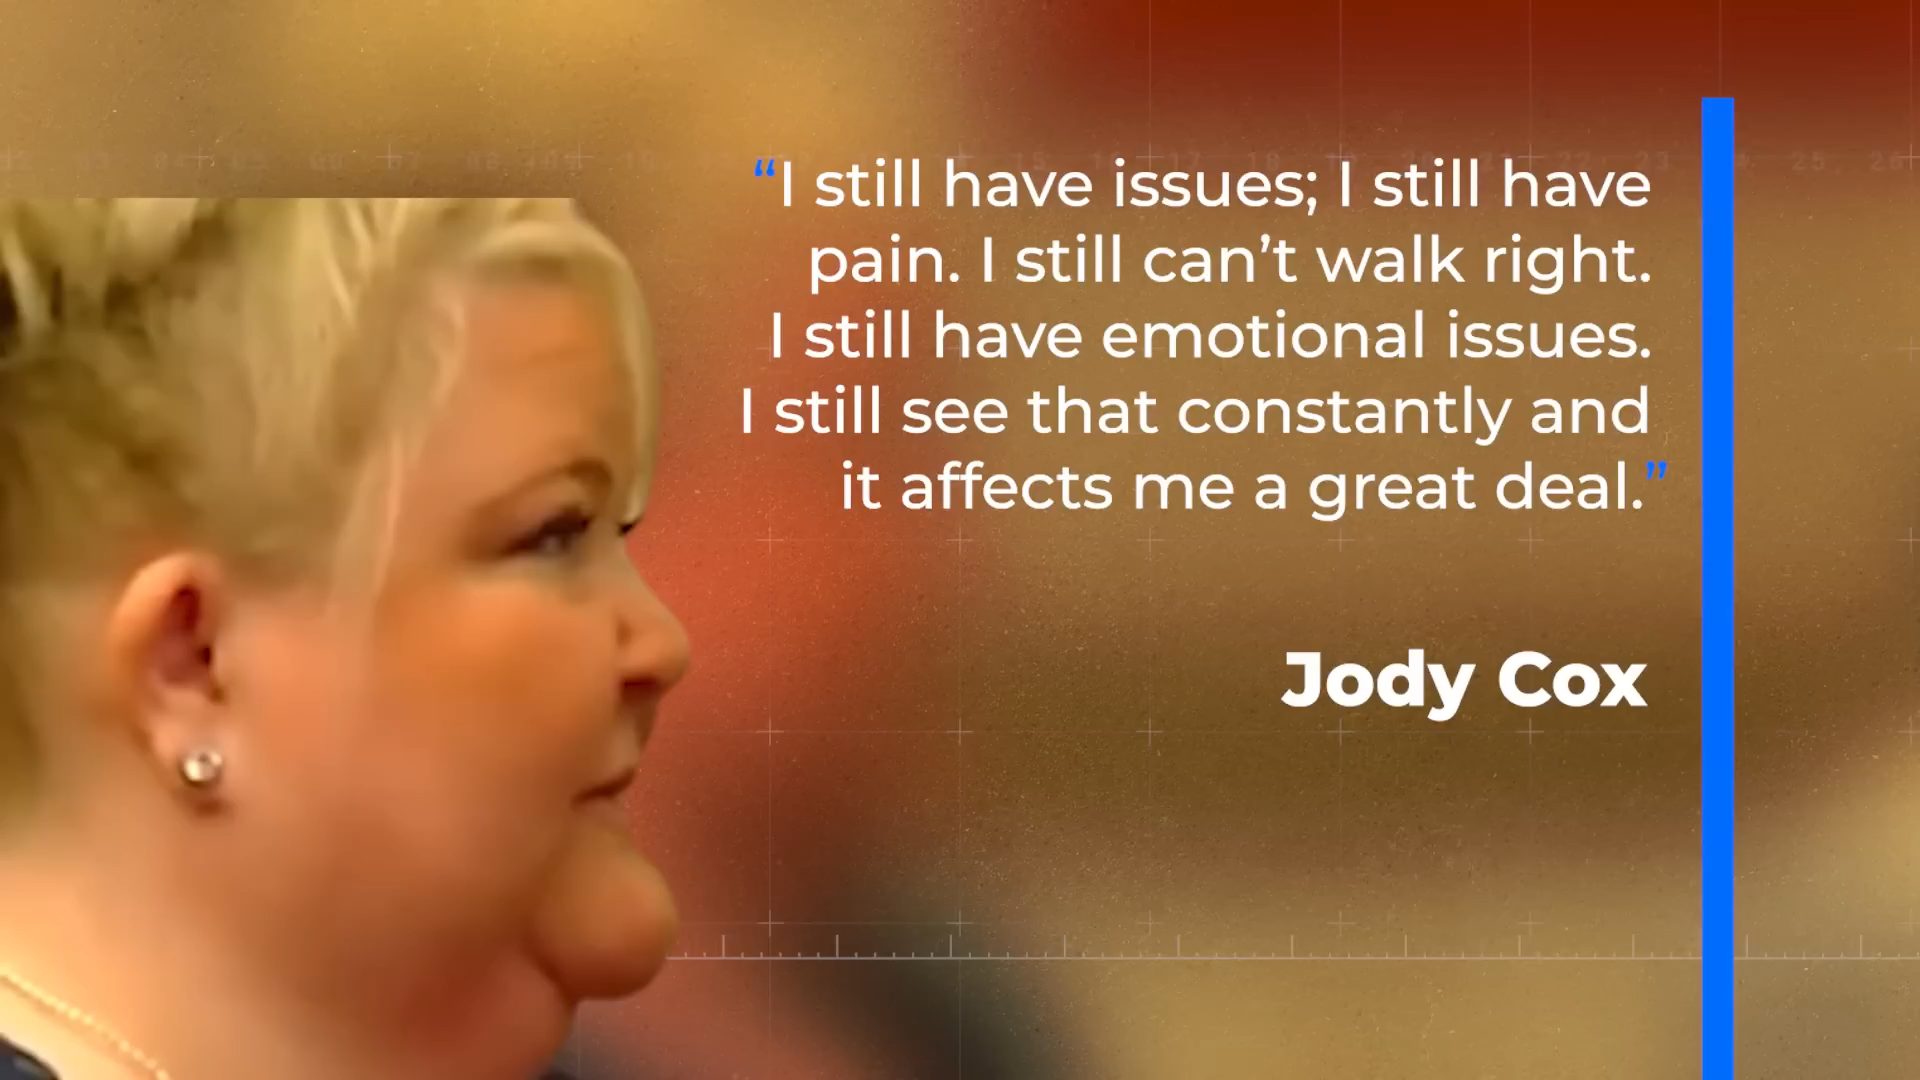 “I still have issues; I still have
pain. I still can’t walk right.
I still have emotional issues.
I still see that constantly and
it affects me a great deal.”
Jody Cox